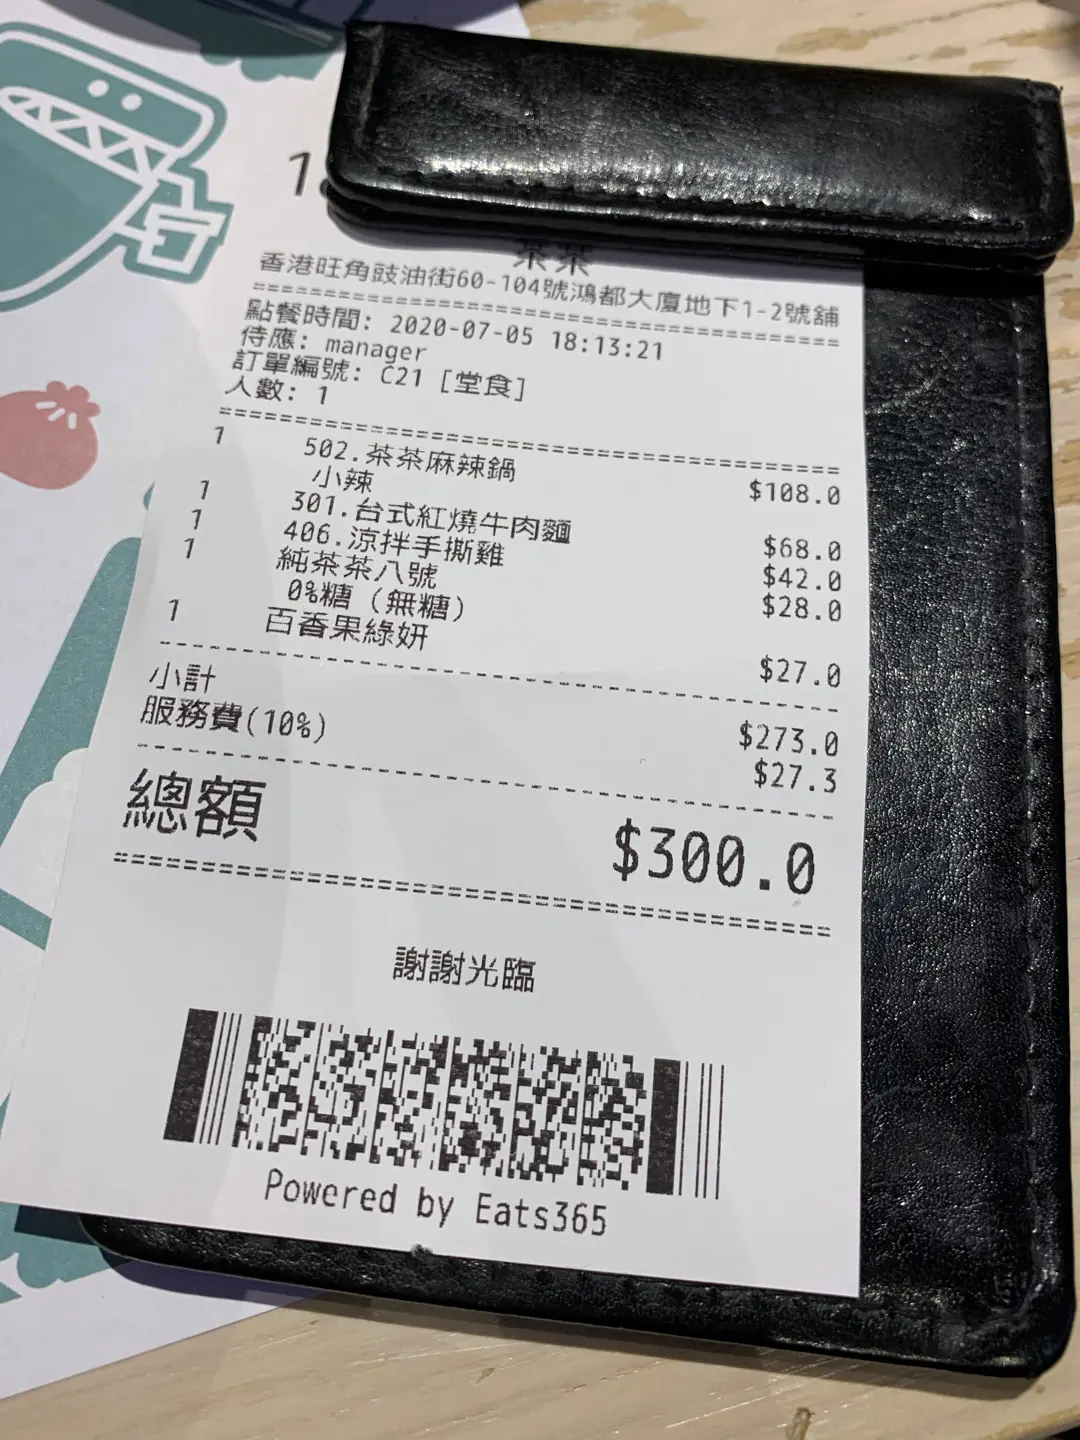 茶茶
香港旺角豉油街60-104號鴻都大廈地下1-2號舖
點餐時間: 2020-07-05 18:13:21
侍應: manager
訂單編號: C21 [堂食]
人數: 1
1 502.茶茶麻辣鍋 $108.0
小辣
1 301.台式紅燒牛肉麵 $68.0
1 406.涼拌手撕雞 $42.0
1 純茶茶八號 $28.0
0%糖 (無糖)
1 百香果綠妍 $27.0
小計 $273.0
服務費(10%) $27.3
總額 $300.0
謝謝光臨
Powered by Eats365